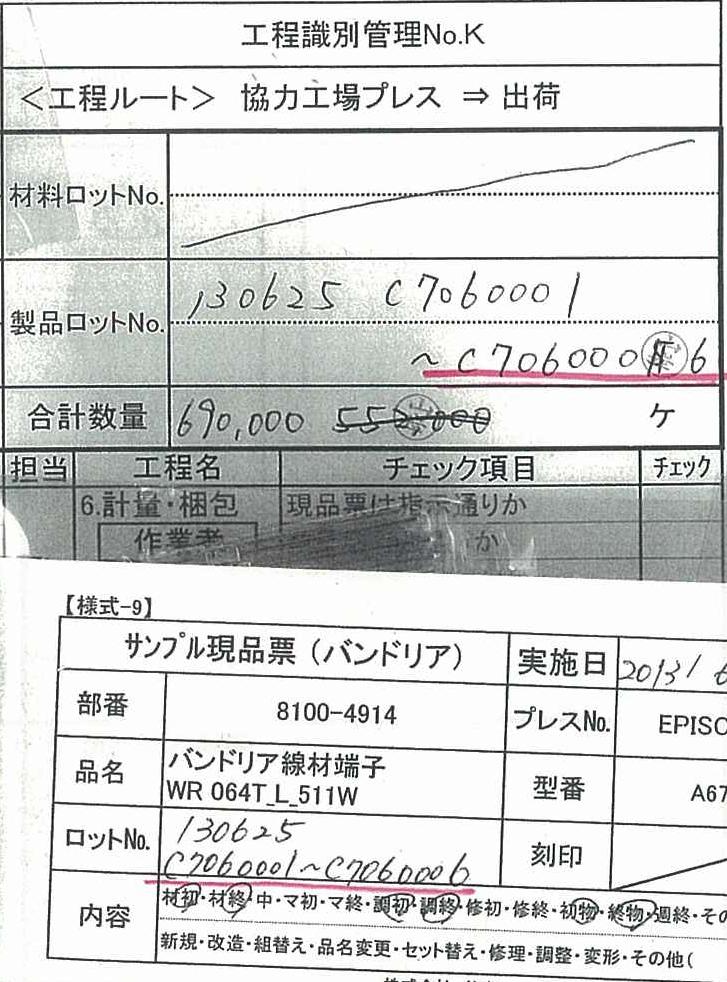 工程識別管理No.K
＜工程ルート＞ 協力工場プレス ⇒ 出荷
材料ロットNo.
製品ロットNo. 130625 C7060001
～C7060006
合計数量 690,000 552,000 ケ
担当 工程名 チェック項目 チェック
6.計量・梱包 現品票は指示通りか
作業者 か
【様式-9】
サンプル現品票（バンドリア） 実施日 2013/ 6
部番 8100-4914 プレスNo. EPISO
品名 バンドリア線材端子
WR 064T_L_511W 型番 A67
ロットNo. 130625
C7060001～C7060006 刻印
内容 材初・材終・中・マ初・マ終・調初・調終・修初・修終・初物・終物・週終・その
新規・改造・組替え・品名変更・セット替え・修理・調整・変形・その他（